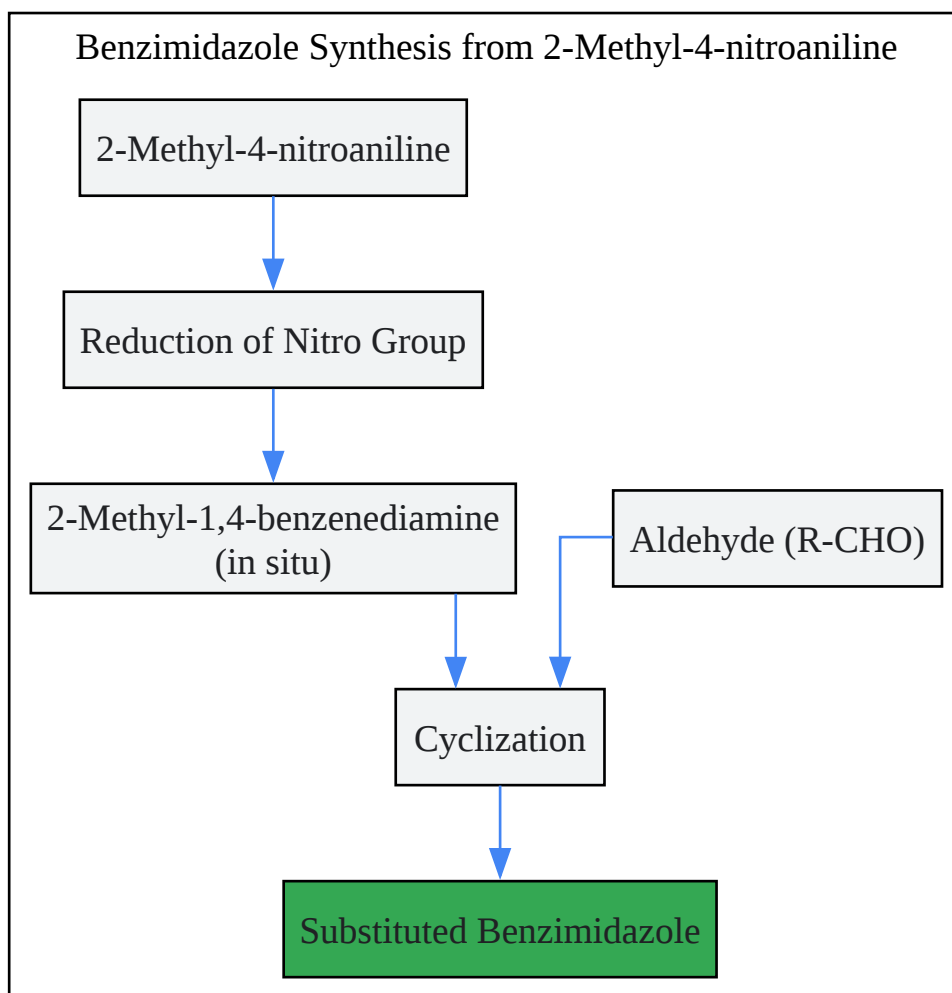 Benzimidazole Synthesis from 2-Methyl-4-nitroaniline
2-Methyl-4-nitroaniline
Reduction of Nitro Group
2-Methyl-1,4-benzenediamine
(in situ)
Aldehyde (R-CHO)
Cyclization
Substituted Benzimidazole